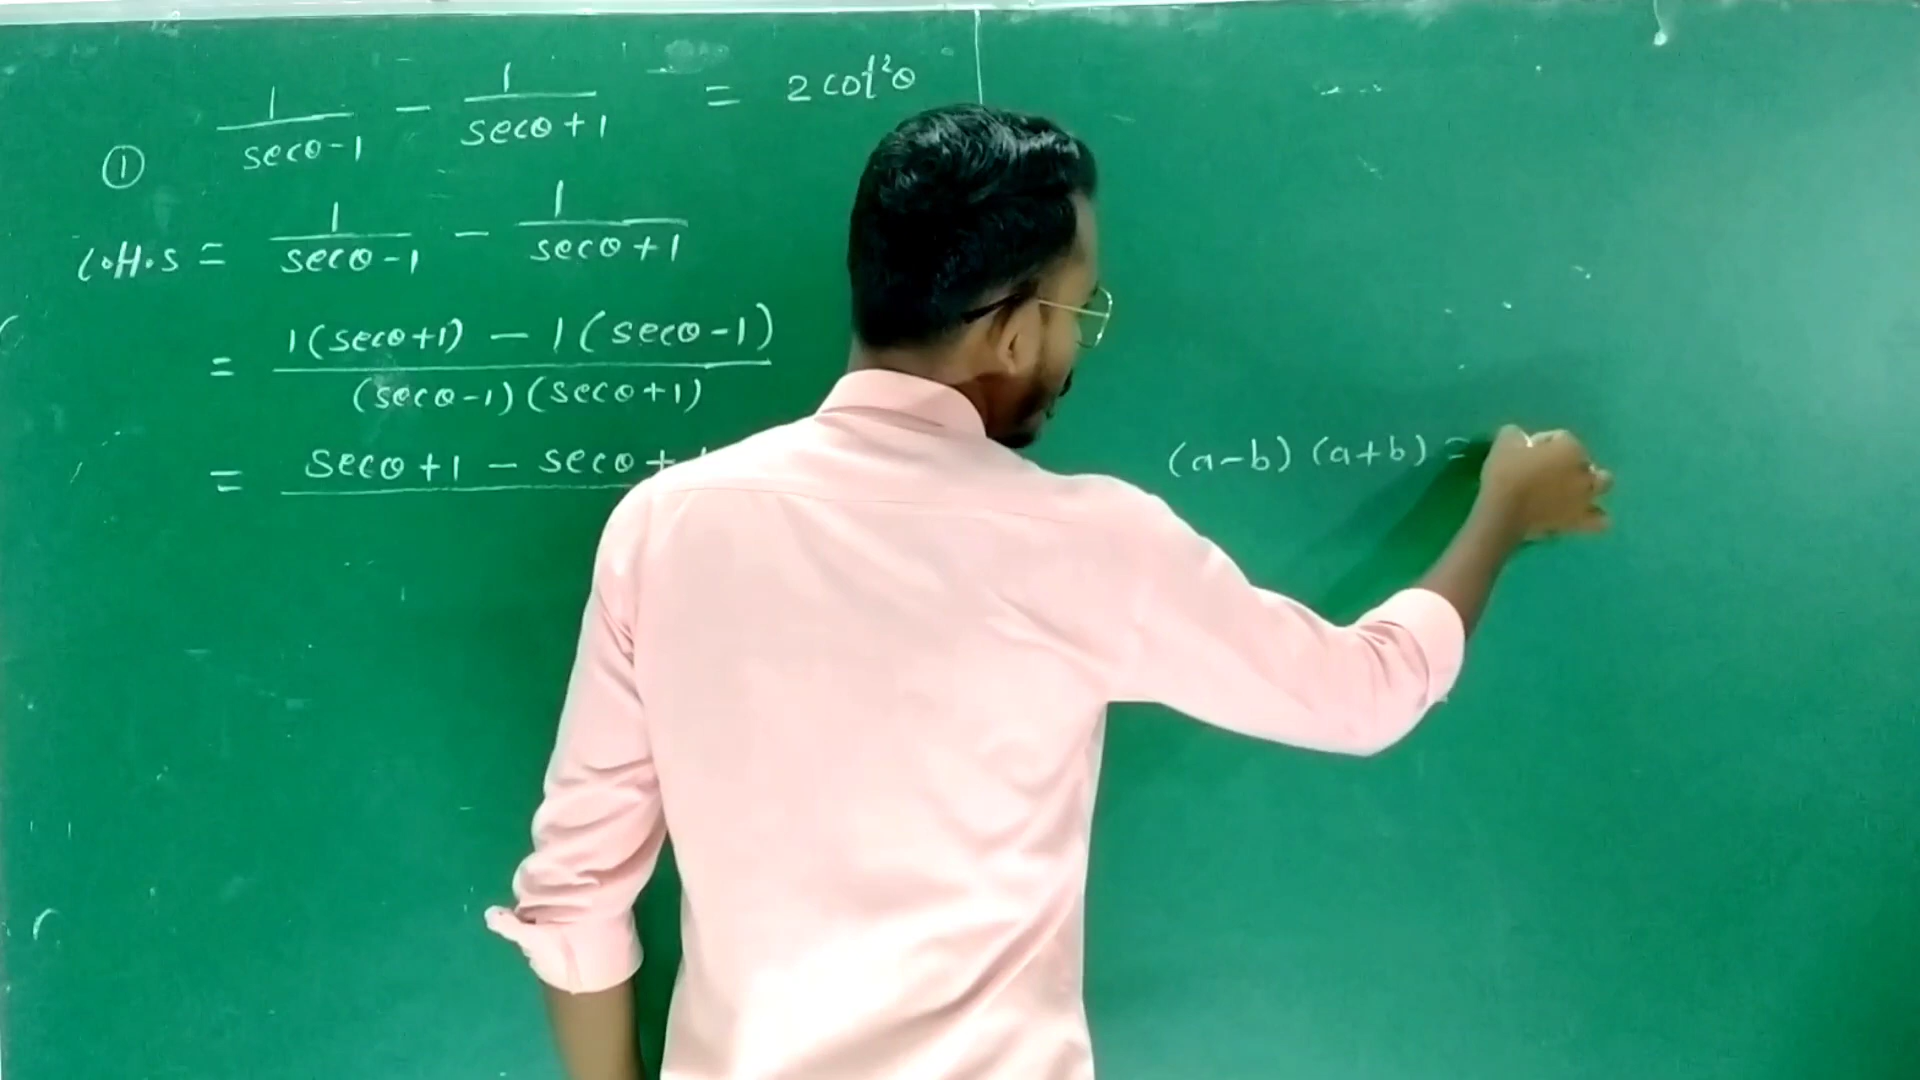 1/(secθ-1) - 1/(secθ+1) = 2cot²θ
①
L.H.S = 1/(secθ-1) - 1/(secθ+1)
= (1(secθ+1) - 1(secθ-1))/((secθ-1)(secθ+1))
= secθ+1 - secθ+
(a-b) (a+b) =